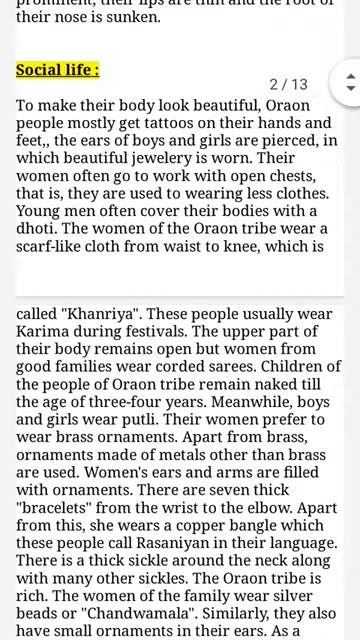 their nose is sunken.
Social life :
2 / 13
To make their body look beautiful, Oraon
people mostly get tattoos on their hands and
feet,, the ears of boys and girls are pierced, in
which beautiful jewelery is worn. Their
women often go to work with open chests,
that is, they are used to wearing less clothes.
Young men often cover their bodies with a
dhoti. The women of the Oraon tribe wear a
scarf-like cloth from waist to knee, which is
called "Khanriya". These people usually wear
Karima during festivals. The upper part of
their body remains open but women from
good families wear corded sarees. Children of
the people of Oraon tribe remain naked till
the age of three-four years. Meanwhile, boys
and girls wear putli. Their women prefer to
wear brass ornaments. Apart from brass,
ornaments made of metals other than brass
are used. Women's ears and arms are filled
with ornaments. There are seven thick
"bracelets" from the wrist to the elbow. Apart
from this, she wears a copper bangle which
these people call Rasaniyan in their language.
There is a thick sickle around the neck along
with many other sickles. The Oraon tribe is
rich. The women of the family wear silver
beads or "Chandwamala". Similarly, they also
have small ornaments in their ears. As a